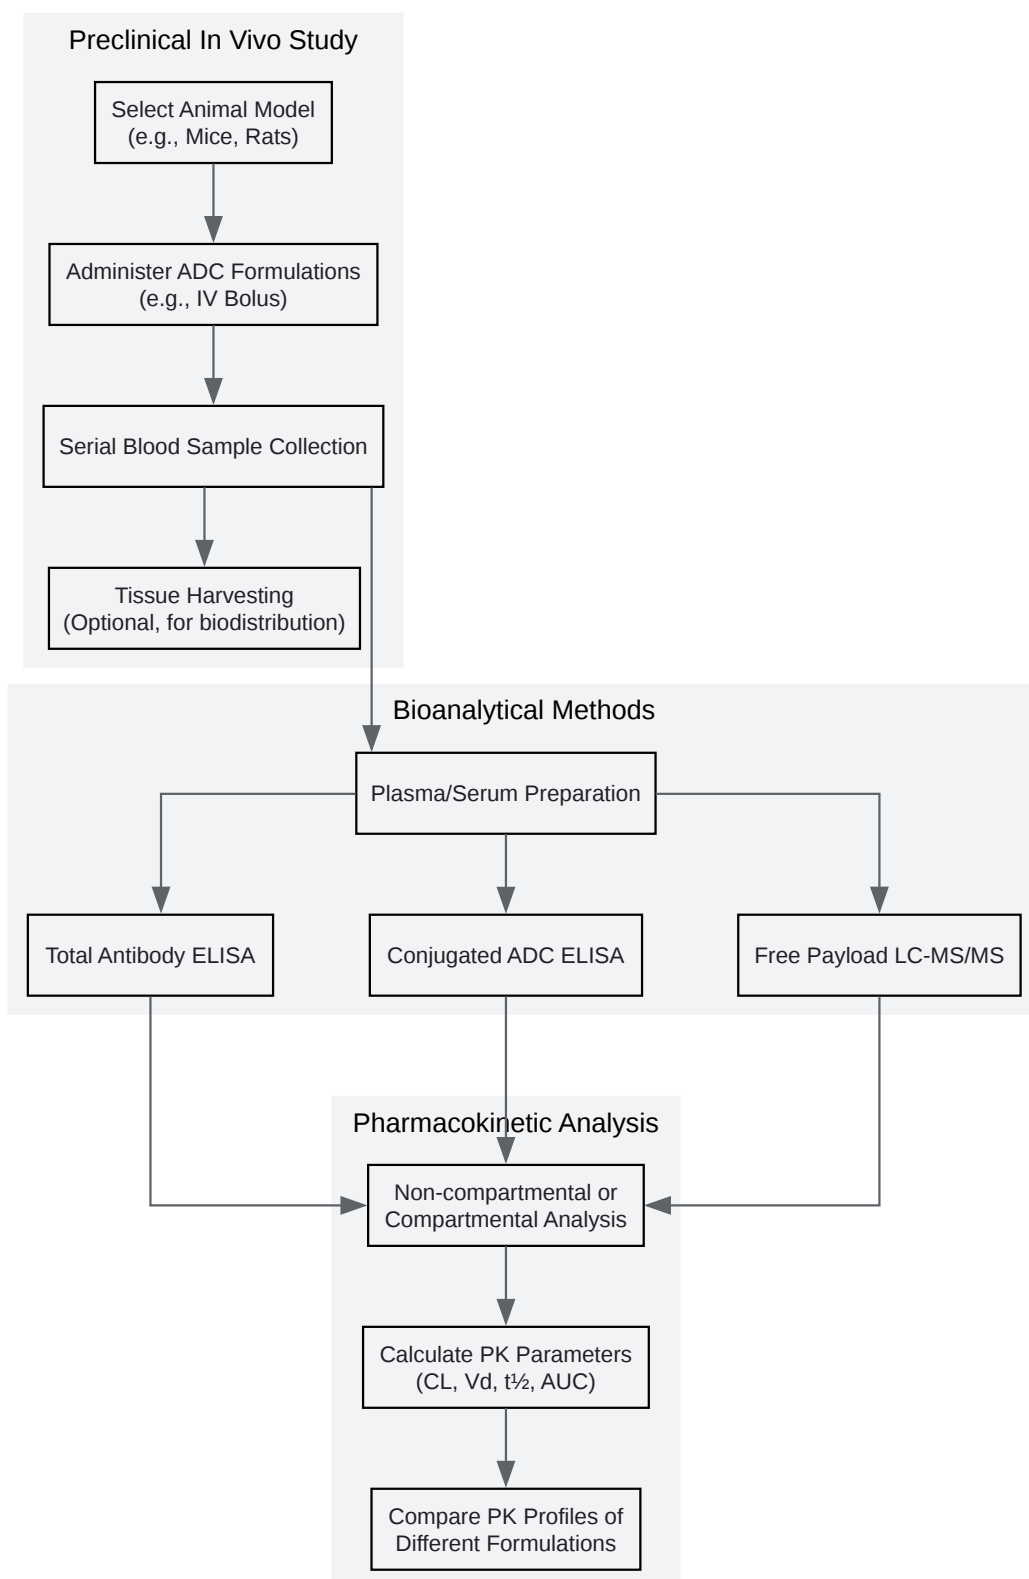 Preclinical In Vivo Study
Select Animal Model
(e.g., Mice, Rats)
Administer ADC Formulations
(e.g., IV Bolus)
Serial Blood Sample Collection
Tissue Harvesting
(Optional, for biodistribution)
Bioanalytical Methods
Plasma/Serum Preparation
Total Antibody ELISA
Conjugated ADC ELISA
Free Payload LC-MS/MS
Pharmacokinetic Analysis
Non-compartmental or
Compartmental Analysis
Calculate PK Parameters
(CL, Vd, t½, AUC)
Compare PK Profiles of
Different Formulations